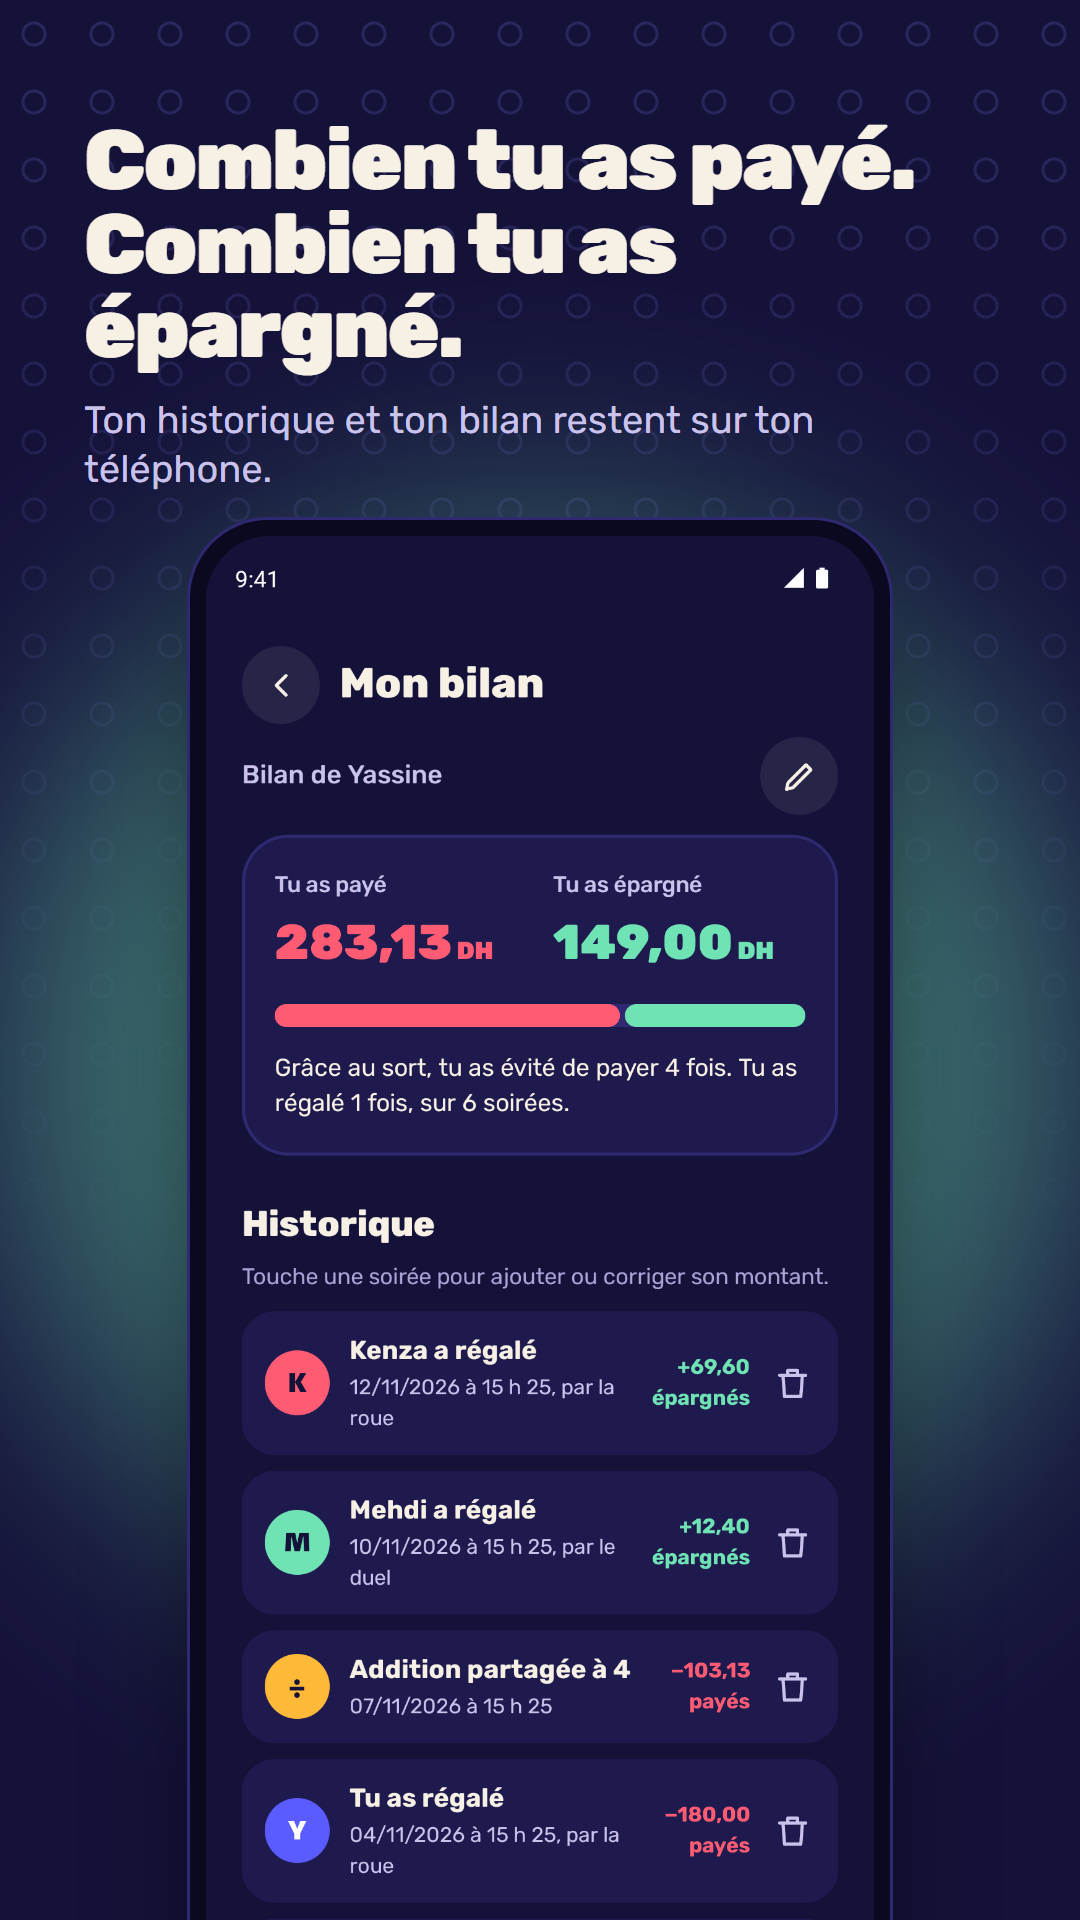 Combien tu as payé.
Combien tu as
épargné.
Ton historique et ton bilan restent sur ton
téléphone.
9:41
Mon bilan
Bilan de Yassine
Tu as payé
283,13 DH
Tu as épargné
149,00 DH
Grâce au sort, tu as évité de payer 4 fois. Tu as
régalé 1 fois, sur 6 soirées.
Historique
Touche une soirée pour ajouter ou corriger son montant.
K
Kenza a régalé
12/11/2026 à 15 h 25, par la
roue
+69,60
épargnés
M
Mehdi a régalé
10/11/2026 à 15 h 25, par le
duel
+12,40
épargnés
÷
Addition partagée à 4
07/11/2026 à 15 h 25
−103,13
payés
Y
Tu as régalé
04/11/2026 à 15 h 25, par la
roue
−180,00
payés